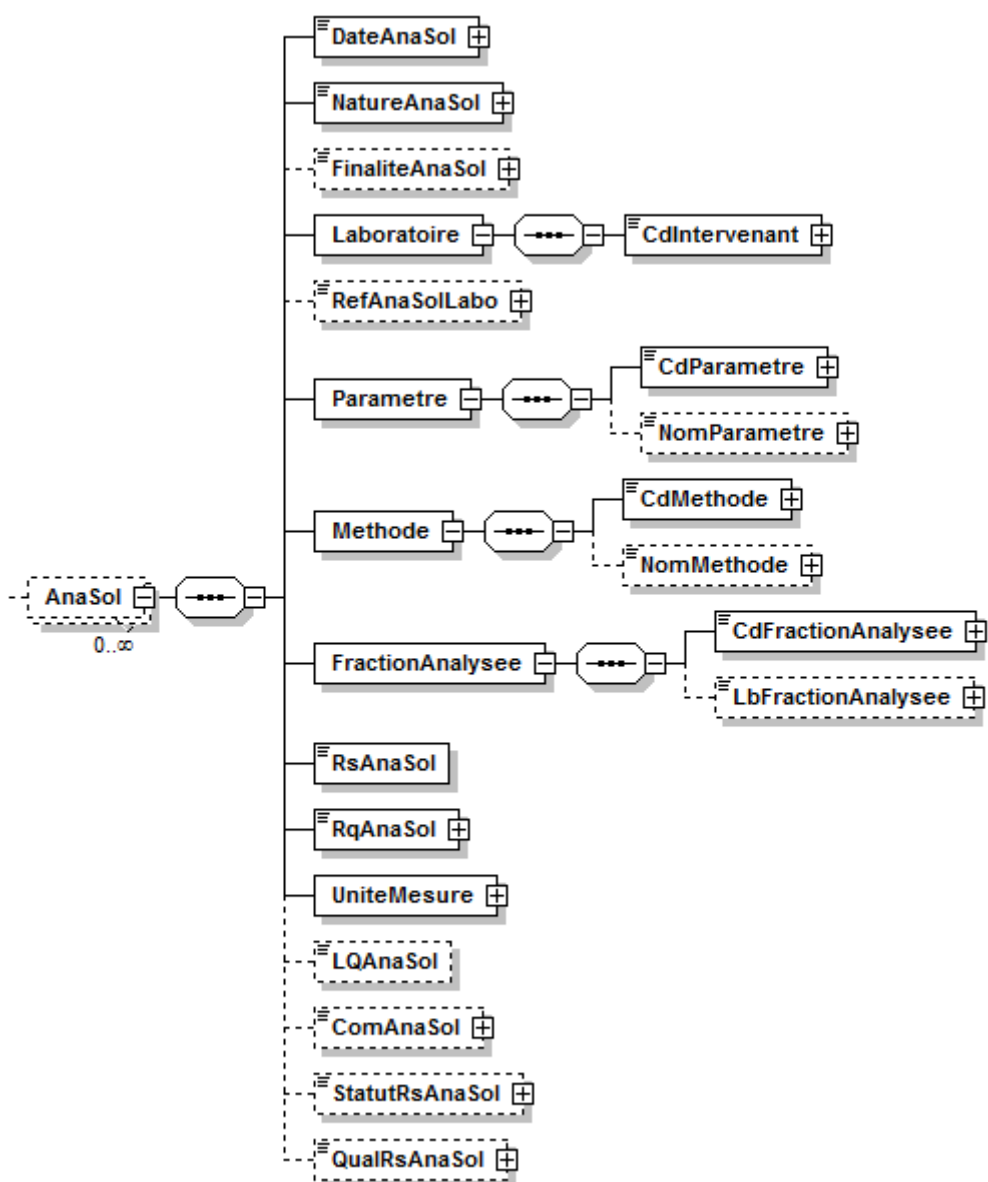 DateAnaSol
NatureAnaSol
FinaliteAnaSol
Laboratoire
CdIntervenant
RefAnaSolLabo
Parametre
CdParametre
NomParametre
Methode
CdMethode
NomMethode
AnaSol
0..∞
FractionAnalysee
CdFractionAnalysee
LbFractionAnalysee
RsAnaSol
RqAnaSol
UniteMesure
LQAnaSol
ComAnaSol
StatutRsAnaSol
QualRsAnaSol